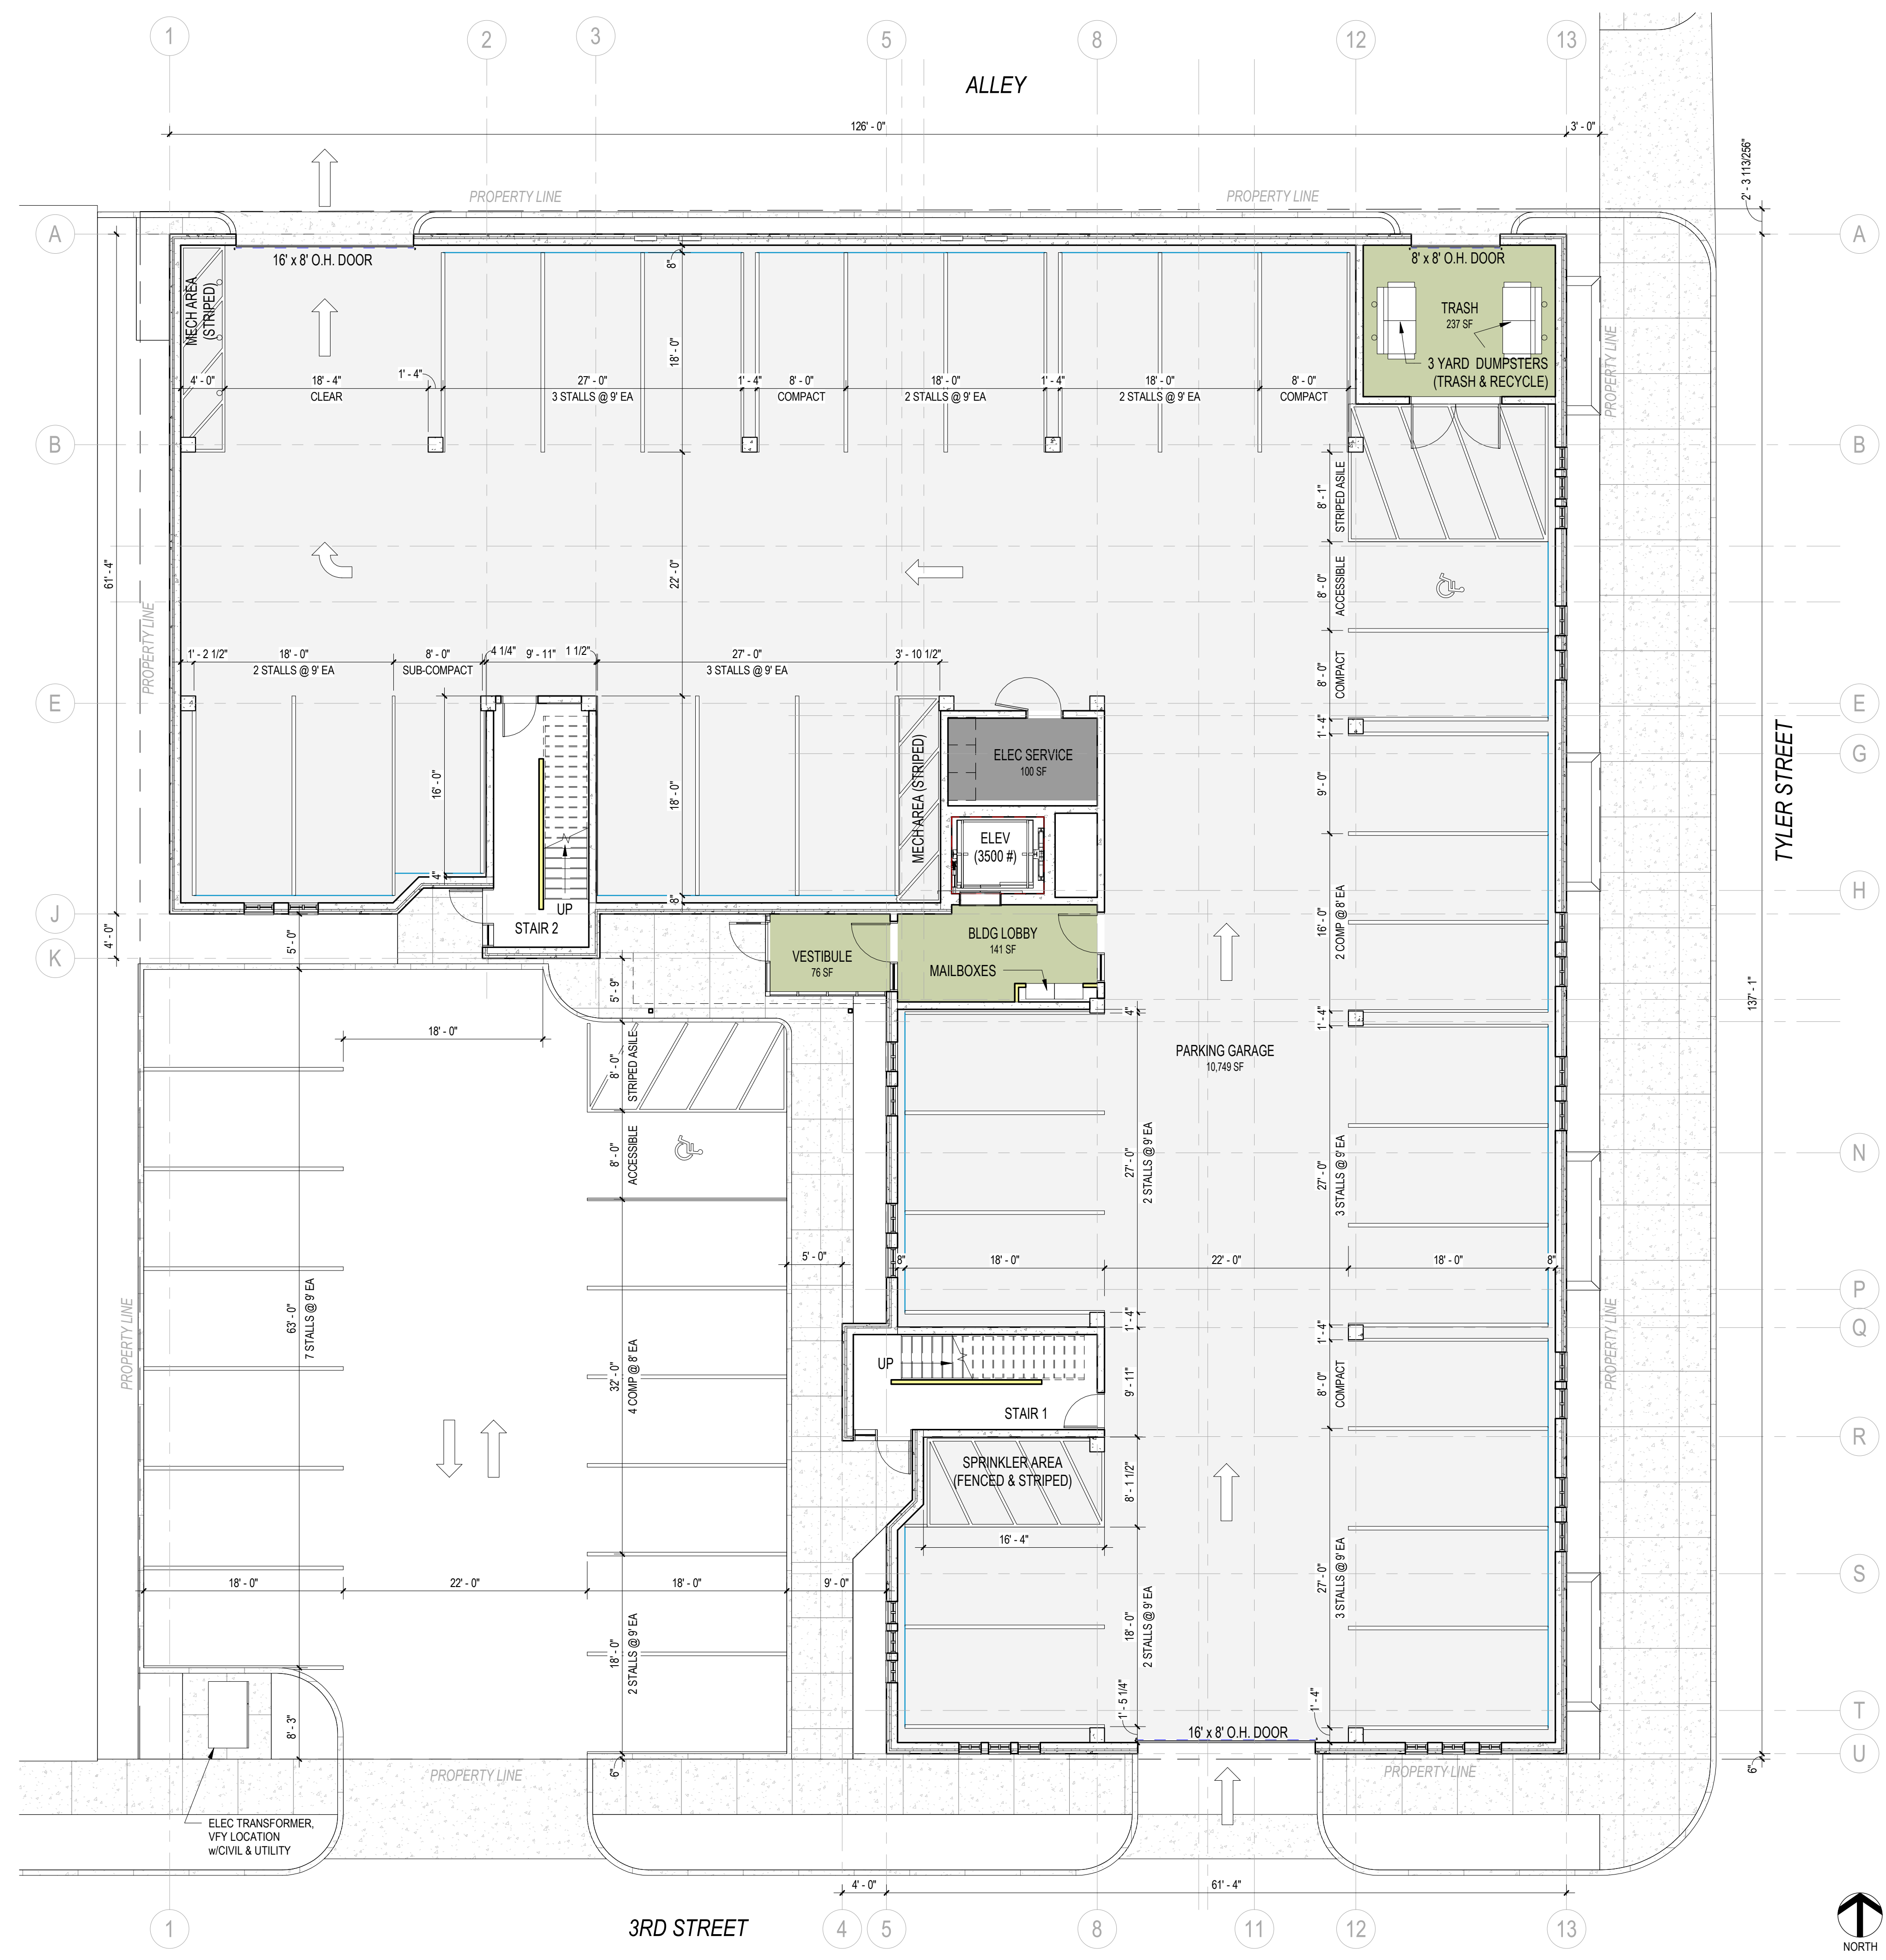 1 2 3 5 8 12 13
ALLEY
126' - 0"
3' - 0"
2' - 3 113/256"
PROPERTY LINE
PROPERTY LINE
A
A
16' x 8' O.H. DOOR
8' x 8' O.H. DOOR
MECH AREA
(STRIPED)
8"
TRASH
237 SF
3 YARD DUMPSTERS
(TRASH & RECYCLE)
PROPERTY LINE
18' - 0"
4' - 0"
18' - 4"
CLEAR
1' - 4"
27' - 0"
3 STALLS @ 9' EA
1' - 4"
8' - 0"
COMPACT
18' - 0"
2 STALLS @ 9' EA
1' - 4"
18' - 0"
2 STALLS @ 9' EA
8' - 0"
COMPACT
B
B
8' - 1"
STRIPED ASILE
61' - 4"
22' - 0"
8' - 0"
ACCESSIBLE
PROPERTY LINE
1' - 2 1/2"
18' - 0"
2 STALLS @ 9' EA
8' - 0"
SUB-COMPACT
4 1/4"
9' - 11"
1 1/2"
27' - 0"
3 STALLS @ 9' EA
3' - 10 1/2"
8' - 0"
COMPACT
E
E
1' - 4"
G
ELEC SERVICE
100 SF
MECH AREA (STRIPED)
16' - 0"
18' - 0"
9' - 0"
TYLER STREET
ELEV
(3500 #)
4"
8"
H
J
UP
STAIR 2
16' - 0"
2 COMP @ 8' EA
4' - 0"
5' - 0"
K
BLDG LOBBY
141 SF
VESTIBULE
76 SF
MAILBOXES
5' - 9"
137' - 1"
4"
1' - 4"
18' - 0"
8' - 0"
STRIPED ASILE
PARKING GARAGE
10,749 SF
8' - 0"
ACCESSIBLE
27' - 0"
2 STALLS @ 9' EA
27' - 0"
3 STALLS @ 9' EA
N
5' - 0"
8"
18' - 0"
22' - 0"
18' - 0"
8"
P
63' - 0"
7 STALLS @ 9' EA
PROPERTY LINE
PROPERTY LINE
1' - 4"
1' - 4"
Q
32' - 0"
4 COMP @ 8' EA
UP
STAIR 1
9' - 11"
8' - 0"
COMPACT
R
SPRINKLER AREA
(FENCED & STRIPED)
8' - 1 1/2"
16' - 4"
18' - 0"
22' - 0"
18' - 0"
9' - 0"
27' - 0"
3 STALLS @ 9' EA
S
18' - 0"
2 STALLS @ 9' EA
18' - 0"
2 STALLS @ 9' EA
8' - 3"
1' - 5 1/4"
1' - 4"
T
16' x 8' O.H. DOOR
U
6"
6"
PROPERTY LINE
PROPERTY LINE
ELEC TRANSFORMER,
VFY LOCATION
w/CIVIL & UTILITY
4' - 0"
61' - 4"
3RD STREET
1 4 5 8 11 12 13
NORTH